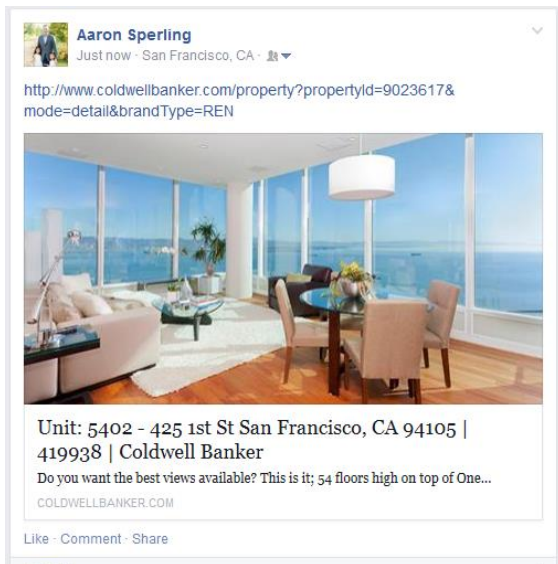 Aaron Sperling
Just now · San Francisco, CA ·
http://www.coldwellbanker.com/property?propertyId=9023617&
mode=detail&brandType=REN
Unit: 5402 - 425 1st St San Francisco, CA 94105 |
419938 | Coldwell Banker
Do you want the best views available? This is it; 54 floors high on top of One...
COLDWELLBANKER.COM
Like · Comment · Share